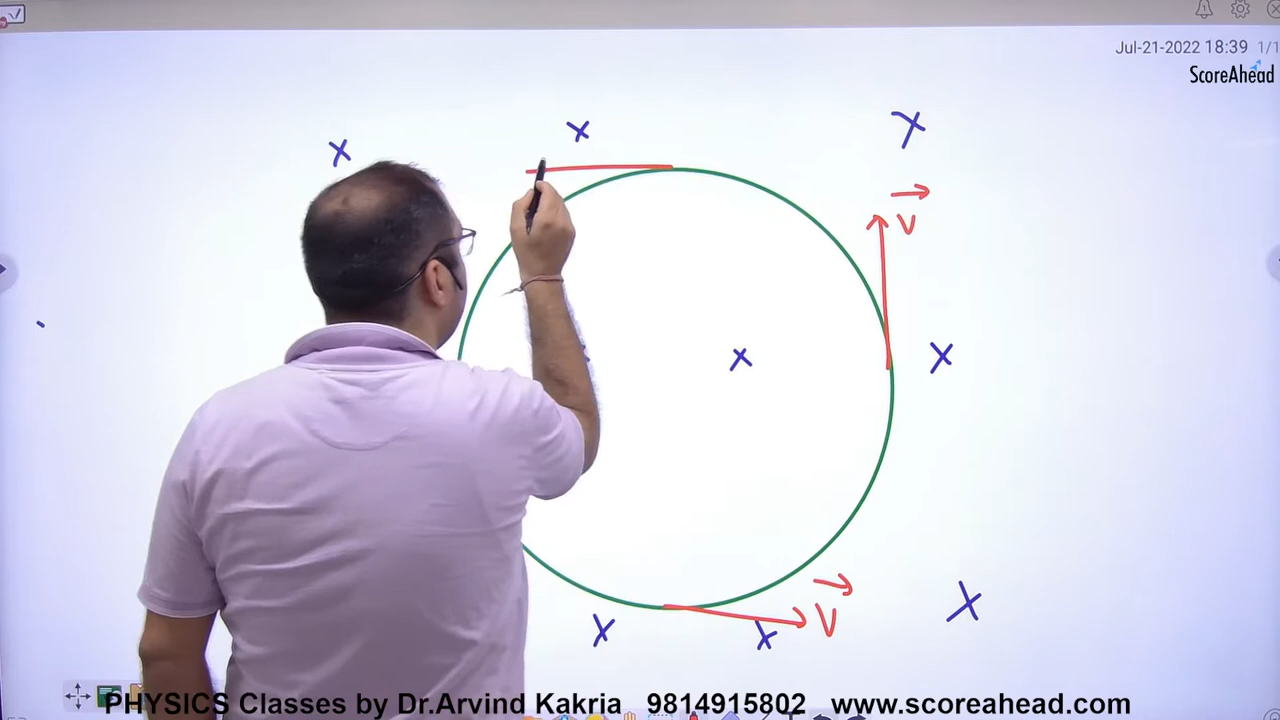 Jul-21-2022 18:39 1/1
ScoreAhead
x x x
V
x x
V
x x x
PHYSICS Classes by Dr.Arvind Kakria 9814915802 www.scoreahead.com